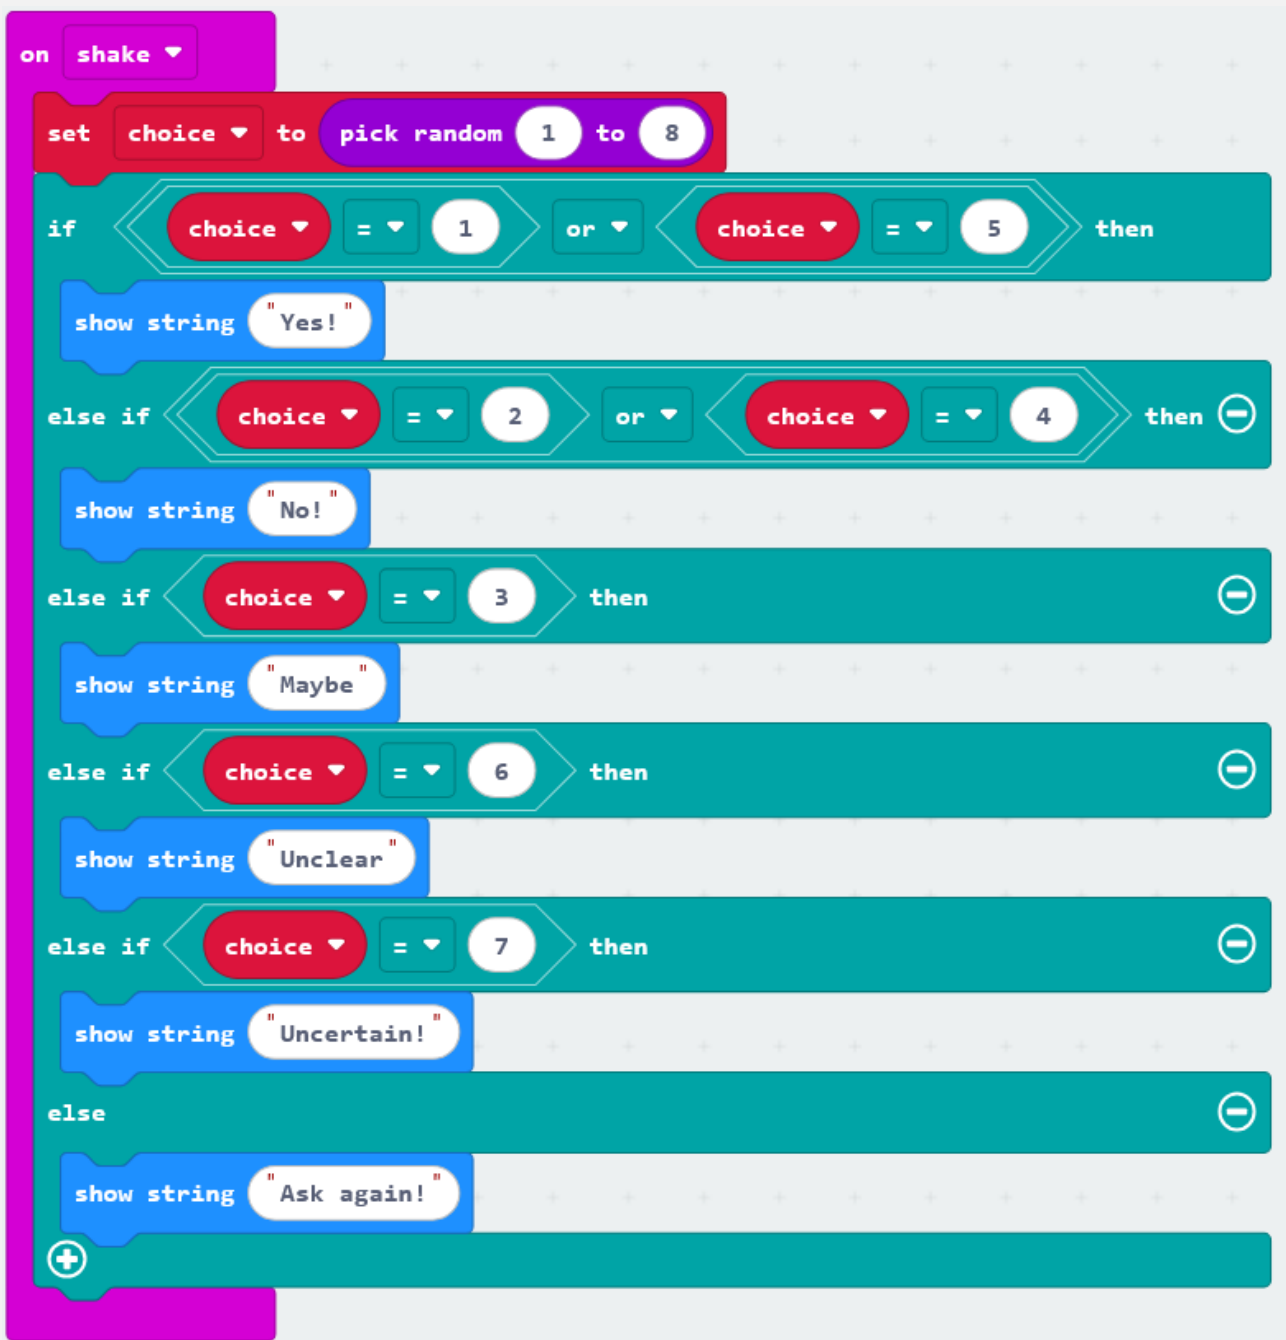 on shake
set choice to pick random 1 to 8
if choice = 1 or choice = 5 then
show string "Yes!"
else if choice = 2 or choice = 4 then
show string "No!"
else if choice = 3 then
show string "Maybe"
else if choice = 6 then
show string "Unclear"
else if choice = 7 then
show string "Uncertain!"
else
show string "Ask again!"